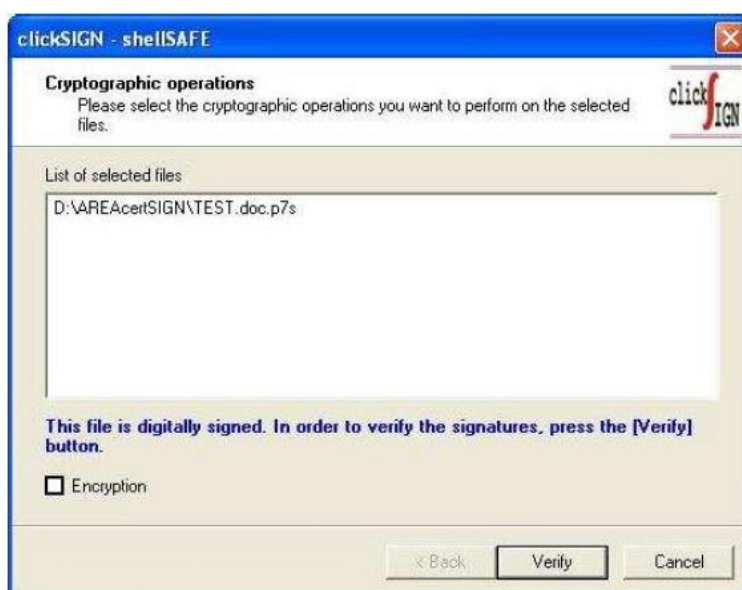 clickSIGN - shellSAFE
Cryptographic operations
Please select the cryptographic operations you want to perform on the selected
files.
click
SIGN
List of selected files
D:\AREAcertSIGN\TEST.doc.p7s
This file is digitally signed. In order to verify the signatures, press the [Verify]
button.
Encryption
< Back
Verify
Cancel